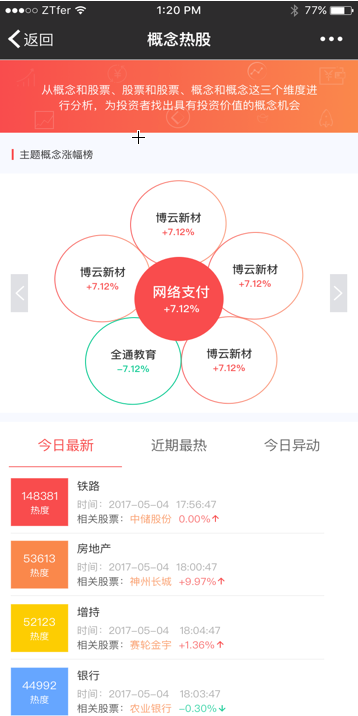 ZTfer 1:20 PM 77%
返回 概念热股
从概念和股票、股票和股票、概念和概念这三个维度进
行分析，为投资者找出具有投资价值的概念机会
主题概念涨幅榜
博云新材
+7.12%
博云新材
+7.12%
博云新材
+7.12%
网络支付
+7.12%
全通教育
-7.12%
博云新材
+7.12%
今日最新 近期最热 今日异动
148381
热度
铁路
时间：2017-05-04 17:56:47
相关股票：中储股份 0.00%↑
53613
热度
房地产
时间：2017-05-04 18:00:47
相关股票：神州长城 +9.97%↑
52123
热度
增持
时间：2017-05-04 18:04:47
相关股票：赛轮金宇 +1.36%↑
44992
热度
银行
时间：2017-05-04 18:03:47
相关股票：农业银行 -0.30%↓